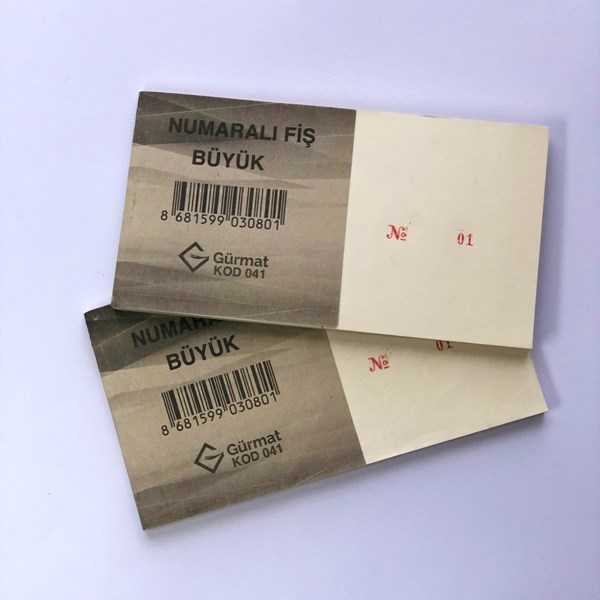 NUMARALI FİŞ
BÜYÜK
8 681599 030801
Gürmat
KOD 041
№ 01
BÜYÜK
8 681599 030801
Gürmat
KOD 041
№ 01